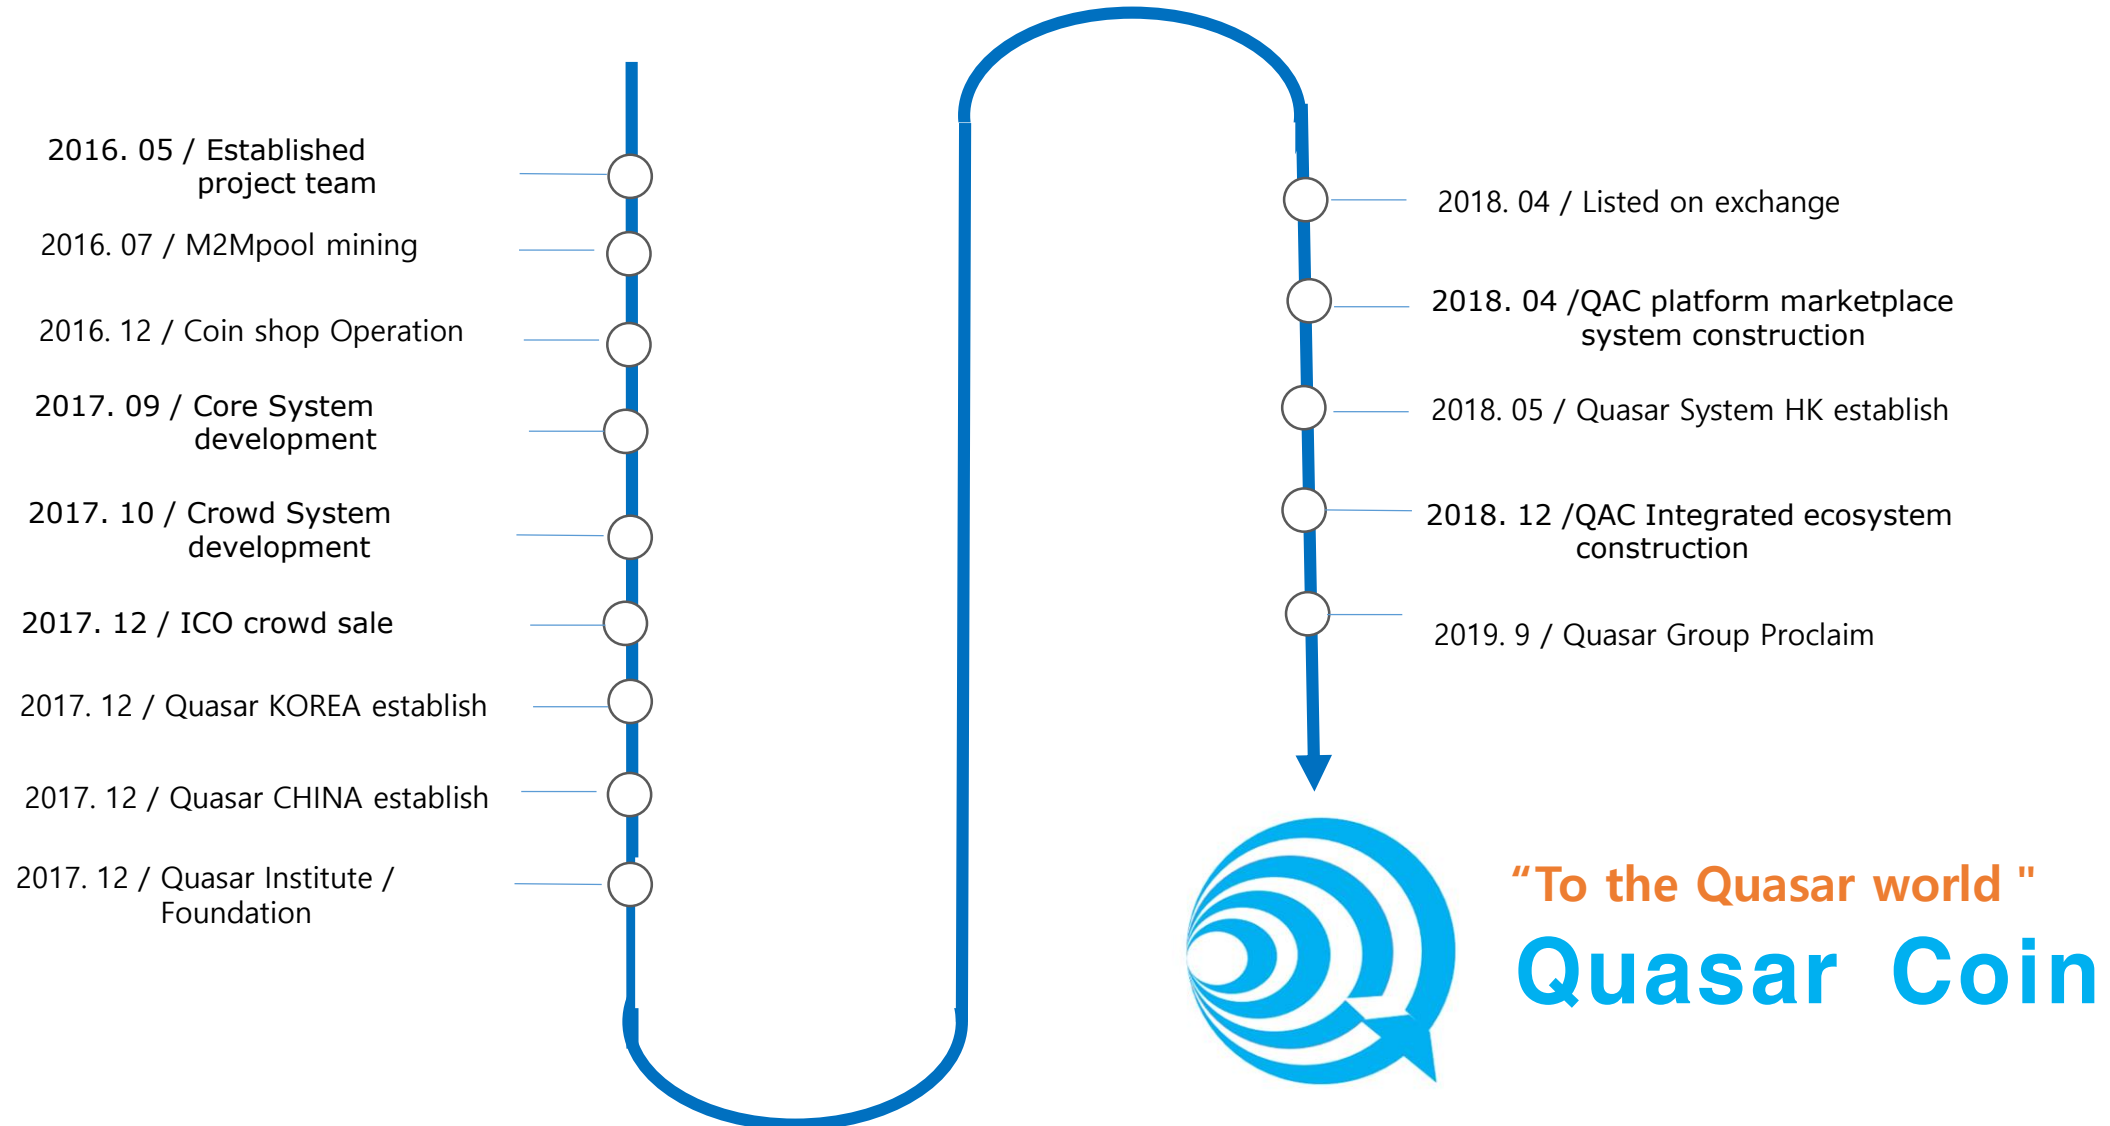 2016. 05 / Established
project team
2016. 07 / M2Mpool mining
2016. 12 / Coin shop Operation
2017. 09 / Core System
development
2017. 10 / Crowd System
development
2017. 12 / ICO crowd sale
2017. 12 / Quasar KOREA establish
2017. 12 / Quasar CHINA establish
2017. 12 / Quasar Institute /
Foundation
2018. 04 / Listed on exchange
2018. 04 /QAC platform marketplace
system construction
2018. 05 / Quasar System HK establish
2018. 12 /QAC Integrated ecosystem
construction
2019. 9 / Quasar Group Proclaim
“To the Quasar world "
Quasar Coin